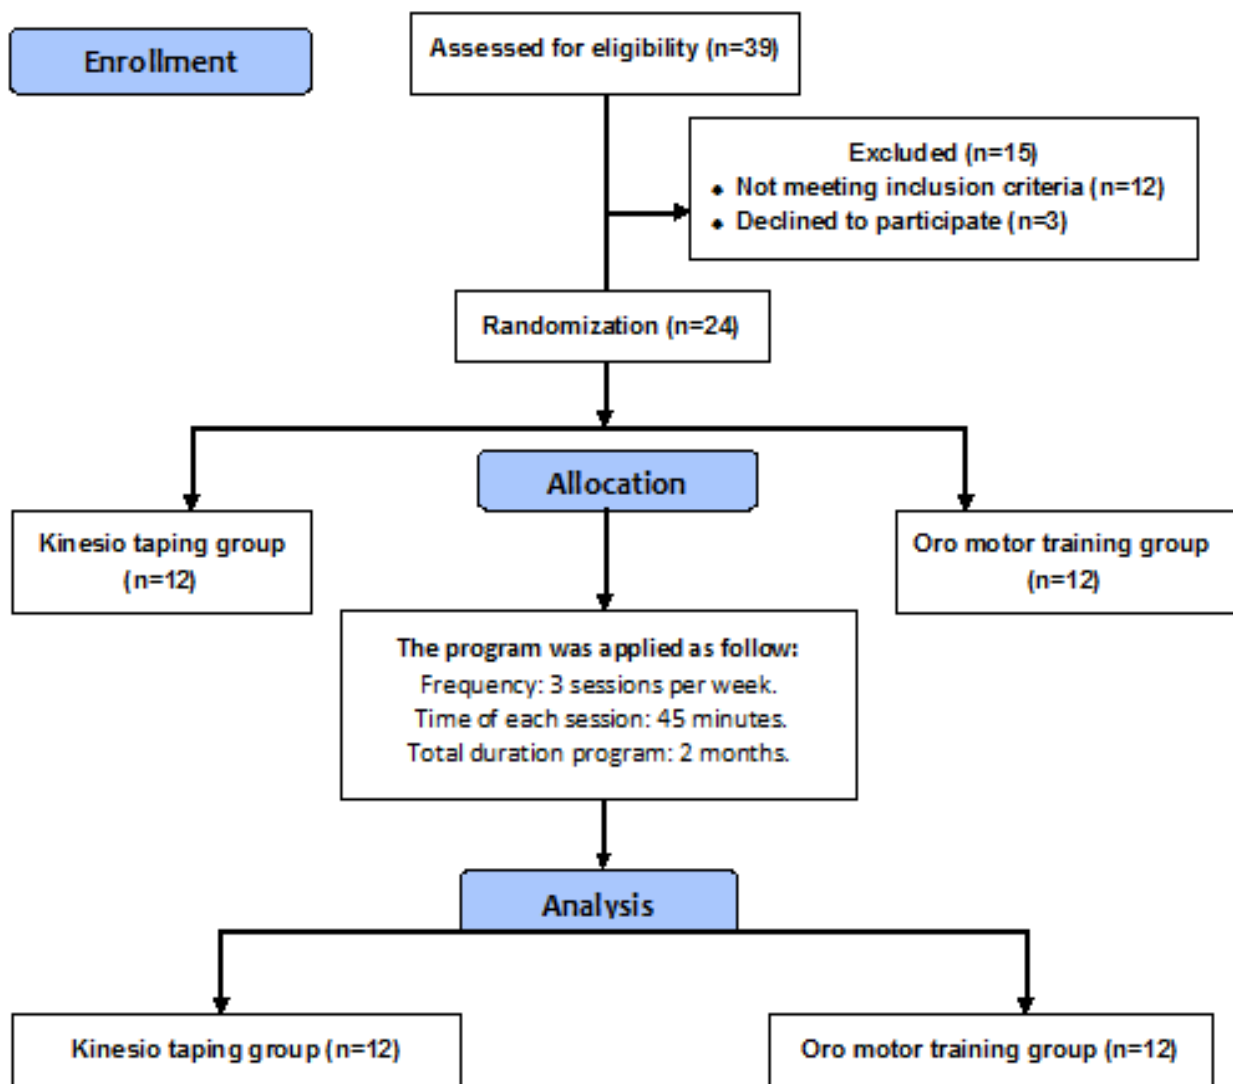 Enrollment
Assessed for eligibility (n=39)
Excluded (n=15)
• Not meeting inclusion criteria (n=12)
• Declined to participate (n=3)
Randomization (n=24)
Allocation
Kinesio taping group
(n=12)
Oro motor training group
(n=12)
The program was applied as follow:
Frequency: 3 sessions per week.
Time of each session: 45 minutes.
Total duration program: 2 months.
Analysis
Kinesio taping group (n=12)
Oro motor training group (n=12)